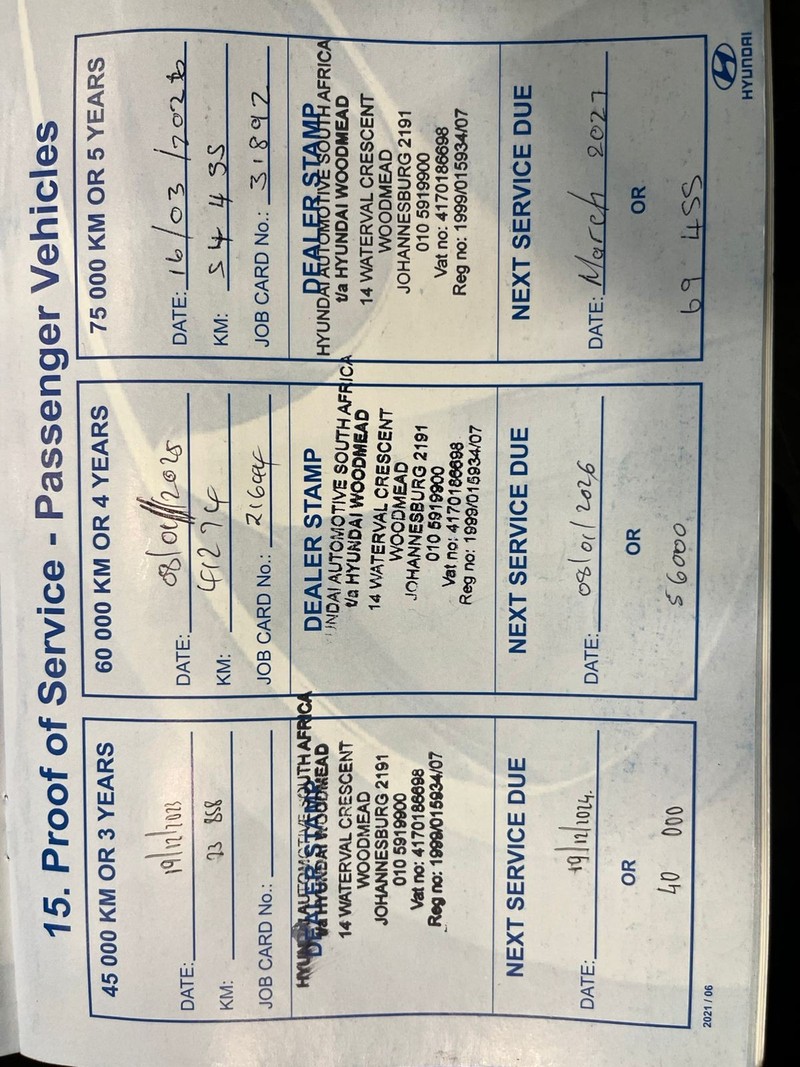 15. Proof of Service - Passenger Vehicles
45 000 KM OR 3 YEARS
DATE: 19/12/2023
KM: 23 858
JOB CARD No.:
DEALER STAMP
HYUNDAI AUTOMOTIVE SOUTH AFRICA
t/a HYUNDAI WOODMEAD
14 WATERVAL CRESCENT
WOODMEAD
JOHANNESBURG 2191
010 5919900
Vat no: 4170186698
Reg no: 1999/015934/07
NEXT SERVICE DUE
DATE: 19/12/2024.
OR
40 000
60 000 KM OR 4 YEARS
DATE: 08/01/2025
KM: 41274
JOB CARD No.:
DEALER STAMP
UNDAI AUTOMOTIVE SOUTH AFRICA
t/a HYUNDAI WOODMEAD
14 WATERVAL CRESCENT
WOODMEAD
JOHANNESBURG 2191
010 5919900
Vat no: 4170186698
Reg no: 1999/015934/07
NEXT SERVICE DUE
DATE: 08/01/2026
OR
56000
75 000 KM OR 5 YEARS
DATE: 16/03/2026
KM: 54 455
JOB CARD No.: 31892
DEALER STAMP
HYUNDAI AUTOMOTIVE SOUTH AFRICA
t/a HYUNDAI WOODMEAD
14 WATERVAL CRESCENT
WOODMEAD
JOHANNESBURG 2191
010 5919900
Vat no: 4170186698
Reg no: 1999/015934/07
NEXT SERVICE DUE
DATE: March 2027
OR
69 455
2021 / 06
HYUNDAI